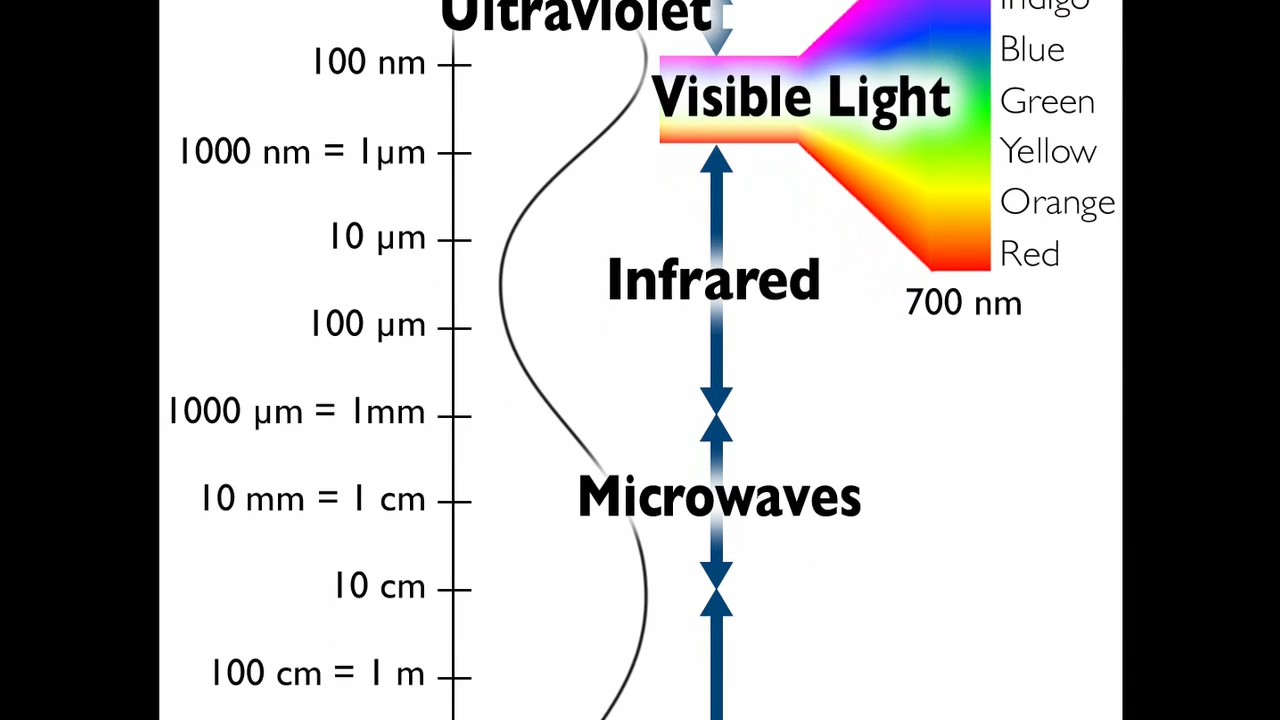 Ultraviolet
Indigo
Blue
100 nm
Visible Light
Green
1000 nm = 1µm
Yellow
Orange
10 µm
Red
Infrared
700 nm
100 µm
1000 µm = 1mm
Microwaves
10 mm = 1 cm
10 cm
100 cm = 1 m